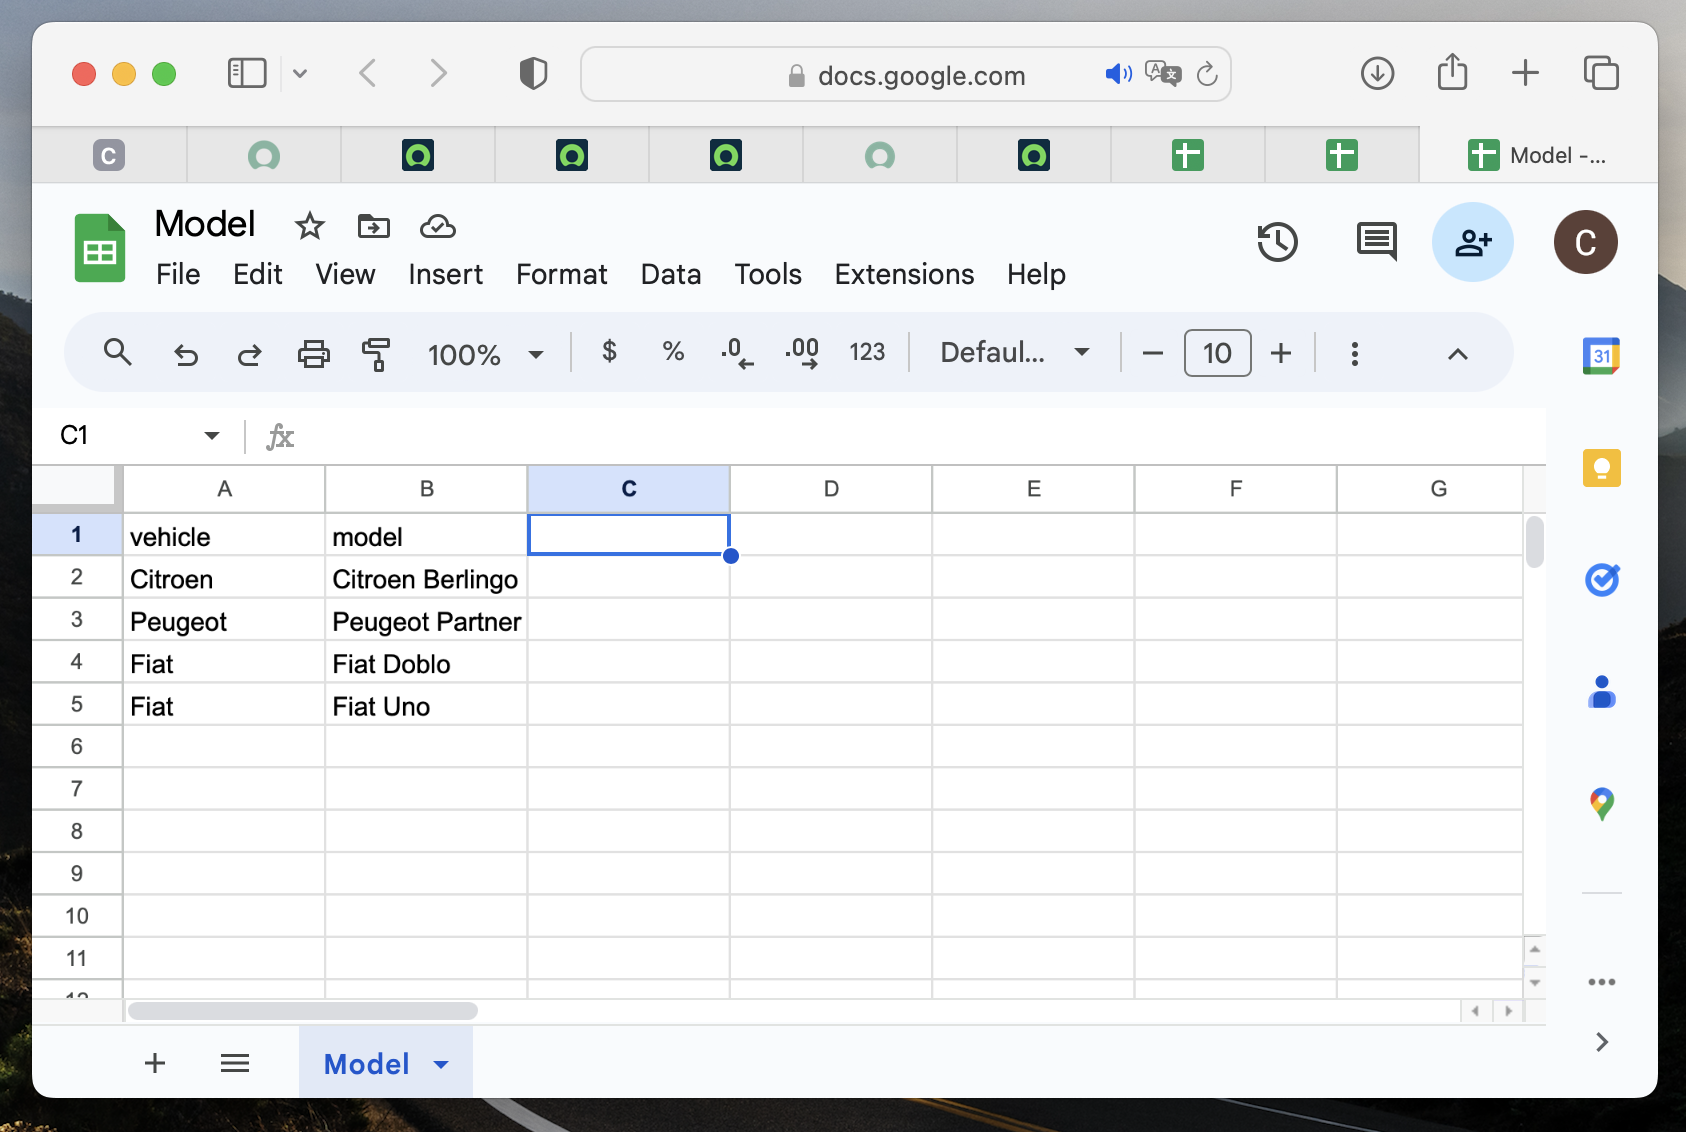 docs.google.com
C
Model -...
Model
File Edit View Insert Format Data Tools Extensions Help
C
100% $ % .0 .00 123 Defaul... 10
31
C1 fx
A B C D E F G
1 vehicle model
2 Citroen Citroen Berlingo
3 Peugeot Peugeot Partner
4 Fiat Fiat Doblo
5 Fiat Fiat Uno
6
7
8
9
10
11
12
Model